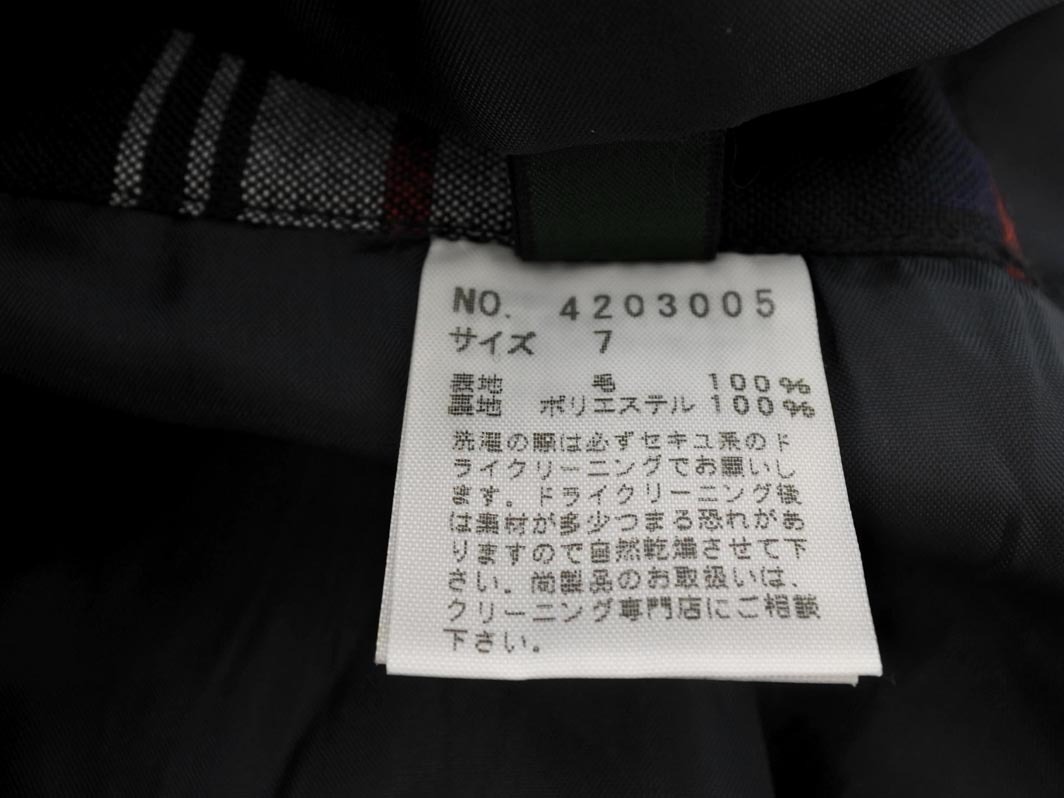 NO. 4203005
サイズ 7
表地 毛 100%
裏地 ポリエステル 100%
洗濯の際は必ずセキユ系のド
ライクリーニングでお願いし
ます。ドライクリーニング後
は素材が多少つまる恐れがあ
りますので自然乾燥させて下
さい。尚製品のお取扱いは、
クリーニング専門店にご相談
下さい。